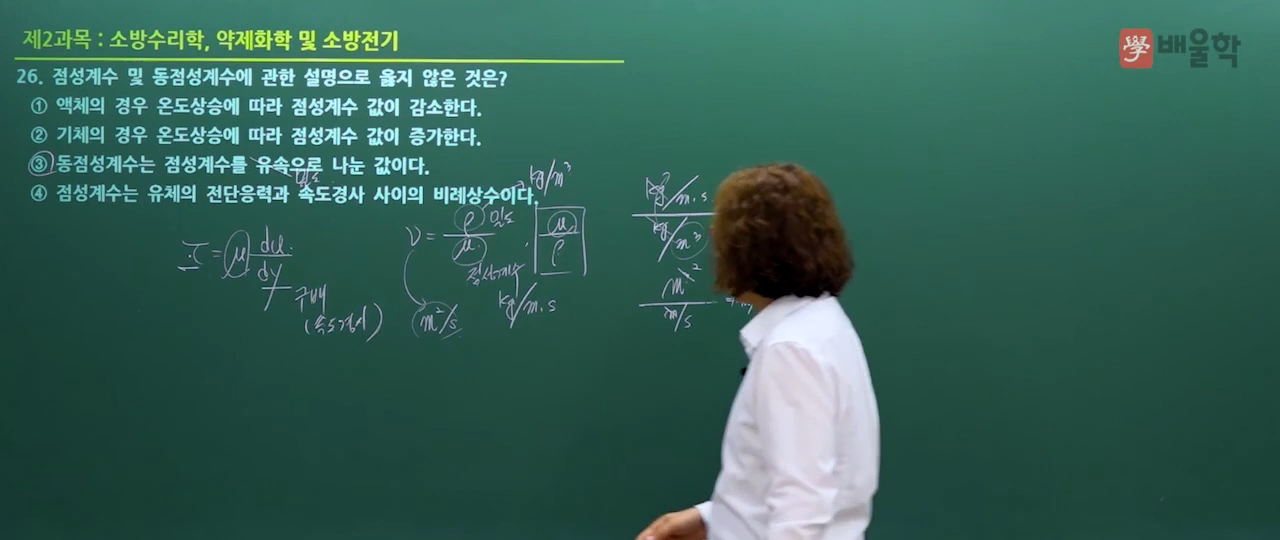 제2과목 : 소방수리학, 약제화학 및 소방전기
學 배울학
26. 점성계수 및 동점성계수에 관한 설명으로 옳지 않은 것은?
① 액체의 경우 온도상승에 따라 점성계수 값이 감소한다.
② 기체의 경우 온도상승에 따라 점성계수 값이 증가한다.
③ 동점성계수는 점성계수를 유속으로 나눈 값이다.
밀도
④ 점성계수는 유체의 전단응력과 속도경사 사이의 비례상수이다.
kg/m³
τ = μ du/dy
구배
(속도경사)
ν = ρ/μ
밀도
점성계수
kg/m.s
m²/s
μ/ρ
kg/m.s
kg/m³
m²
m/s